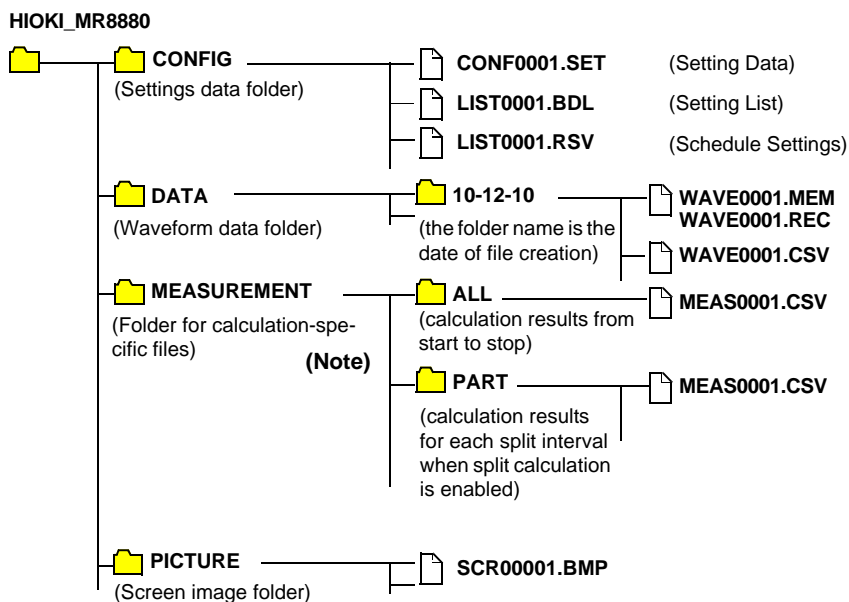 HIOKI_MR8880
CONFIG
(Settings data folder)
CONF0001.SET
(Setting Data)
LIST0001.BDL
(Setting List)
LIST0001.RSV
(Schedule Settings)
DATA
(Waveform data folder)
10-12-10
(the folder name is the
date of file creation)
WAVE0001.MEM
WAVE0001.REC
WAVE0001.CSV
MEASUREMENT
(Folder for calculation-spe-
cific files)
(Note)
ALL
(calculation results from
start to stop)
MEAS0001.CSV
PART
(calculation results
for each split interval
when split calculation
is enabled)
MEAS0001.CSV
PICTURE
(Screen image folder)
SCR00001.BMP